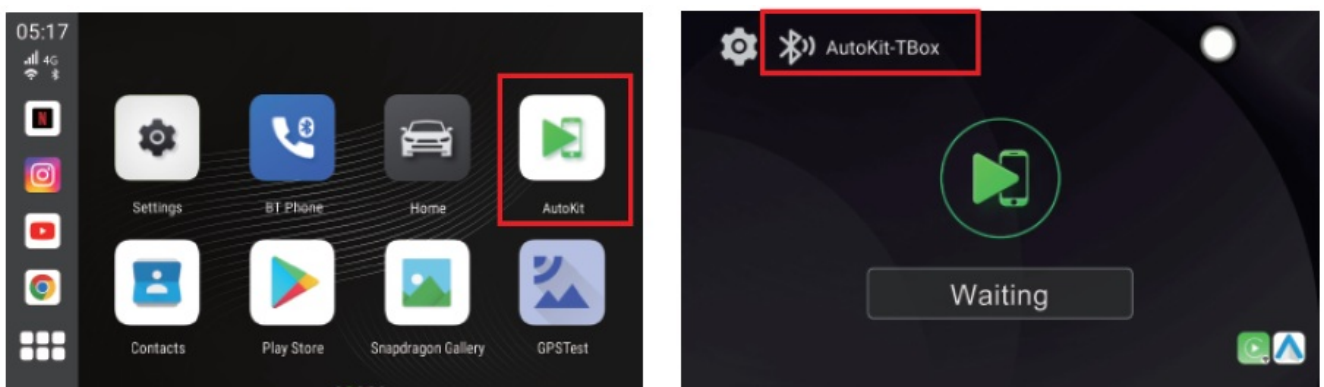 05:17
4G
Settings
BT Phone
Home
AutoKit
Contacts
Play Store
Snapdragon Gallery
GPSTest
AutoKit-TBox
Waiting